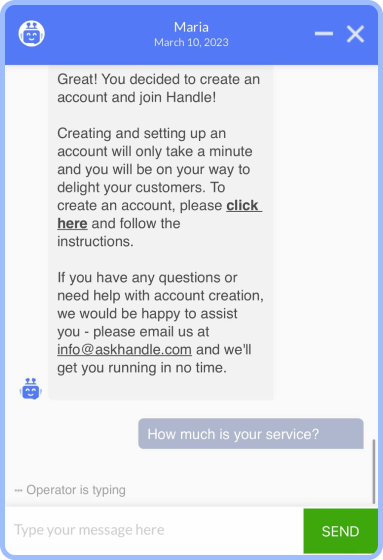 Maria
March 10, 2023
Great! You decided to create an
account and join Handle!
Creating and setting up an
account will only take a minute
and you will be on your way to
delight your customers. To
create an account, please click
here and follow the
instructions.
If you have any questions or
need help with account creation,
we would be happy to assist
you - please email us at
info@askhandle.com and we'll
get you running in no time.
How much is your service?
··· Operator is typing
Type your message here
SEND